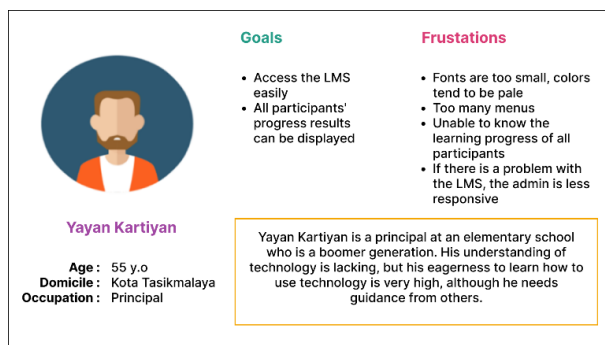 Goals
• Access the LMS
easily
• All participants'
progress results
can be displayed
Frustations
• Fonts are too small, colors
tend to be pale
• Too many menus
• Unable to know the
learning progress of all
participants
• If there is a problem with
the LMS, the admin is less
responsive
Yayan Kartiyan
Age : 55 y.o
Domicile : Kota Tasikmalaya
Occupation : Principal
Yayan Kartiyan is a principal at an elementary school
who is a boomer generation. His understanding of
technology is lacking, but his eagerness to learn how to
use technology is very high, although he needs
guidance from others.